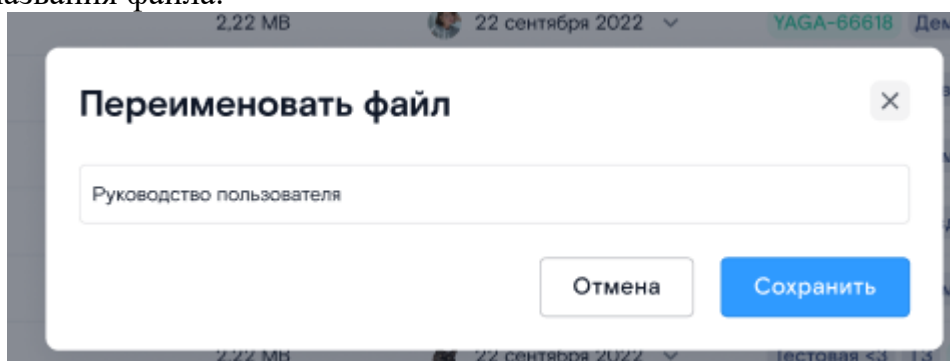 названия файла.
2,22 MB 22 сентября 2022 YAGA-66618
Переименовать файл
Руководство пользователя
Отмена Сохранить
2,22 MB 22 сентября 2022 Тестовая <3